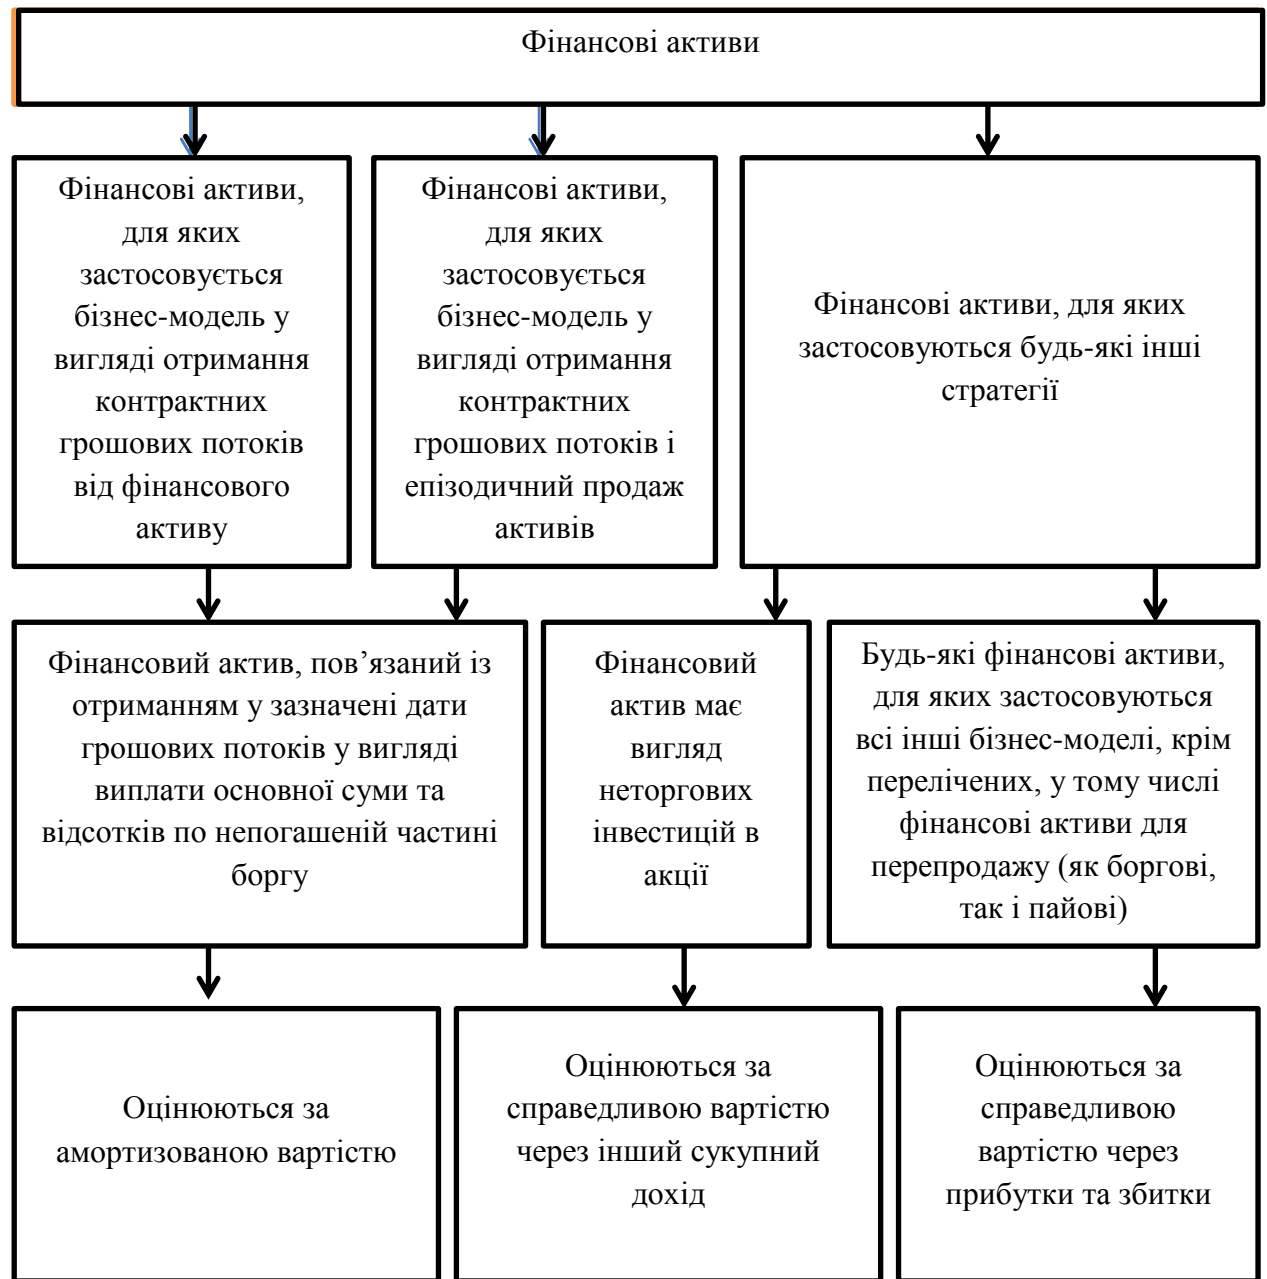 Фінансові активи
Фінансові активи,
для яких
застосовується
бізнес-модель у
вигляді отримання
контрактних
грошових потоків
від фінансового
активу
Фінансові активи,
для яких
застосовується
бізнес-модель у
вигляді отримання
контрактних
грошових потоків і
епізодичний продаж
активів
Фінансові активи, для яких
застосовуються будь-які інші
стратегії
Фінансовий актив, пов’язаний із
отриманням у зазначені дати
грошових потоків у вигляді
виплати основної суми та
відсотків по непогашеній частині
боргу
Фінансовий
актив має
вигляд
неторгових
інвестицій в
акції
Будь-які фінансові активи,
для яких застосовуються
всі інші бізнес-моделі, крім
перелічених, у тому числі
фінансові активи для
перепродажу (як боргові,
так і пайові)
Оцінюються за
амортизованою вартістю
Оцінюються за
справедливою вартістю
через інший сукупний
дохід
Оцінюються за
справедливою
вартістю через
прибутки та збитки